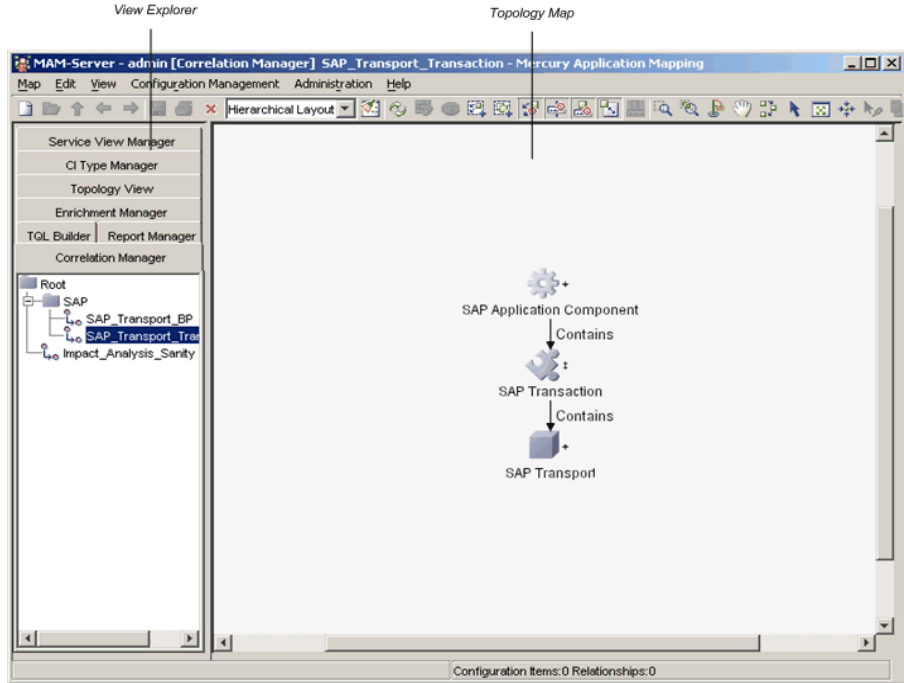 View Explorer
Topology Map
MAM-Server - admin [Correlation Manager] SAP_Transport_Transaction - Mercury Application Mapping
Map Edit View Configuration Management Administration Help
Hierarchical Layout
Service View Manager
CI Type Manager
Topology View
Enrichment Manager
TQL Builder Report Manager
Correlation Manager
Root
SAP
SAP_Transport_BP
SAP_Transport_Tra
Impact_Analysis_Sanity
SAP Application Component
Contains
SAP Transaction
Contains
SAP Transport
Configuration Items:0 Relationships:0